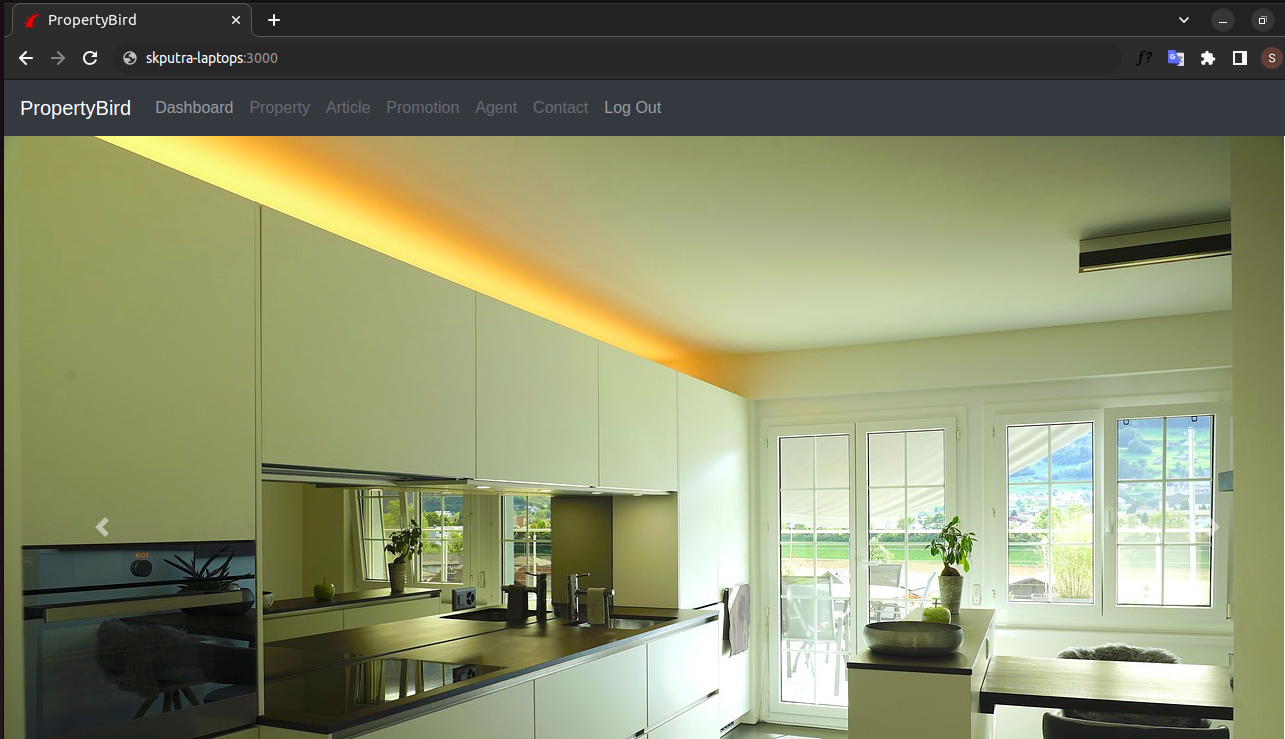 PropertyBird
skputra-laptops:3000
f?
G
S
PropertyBird Dashboard Property Article Promotion Agent Contact Log Out